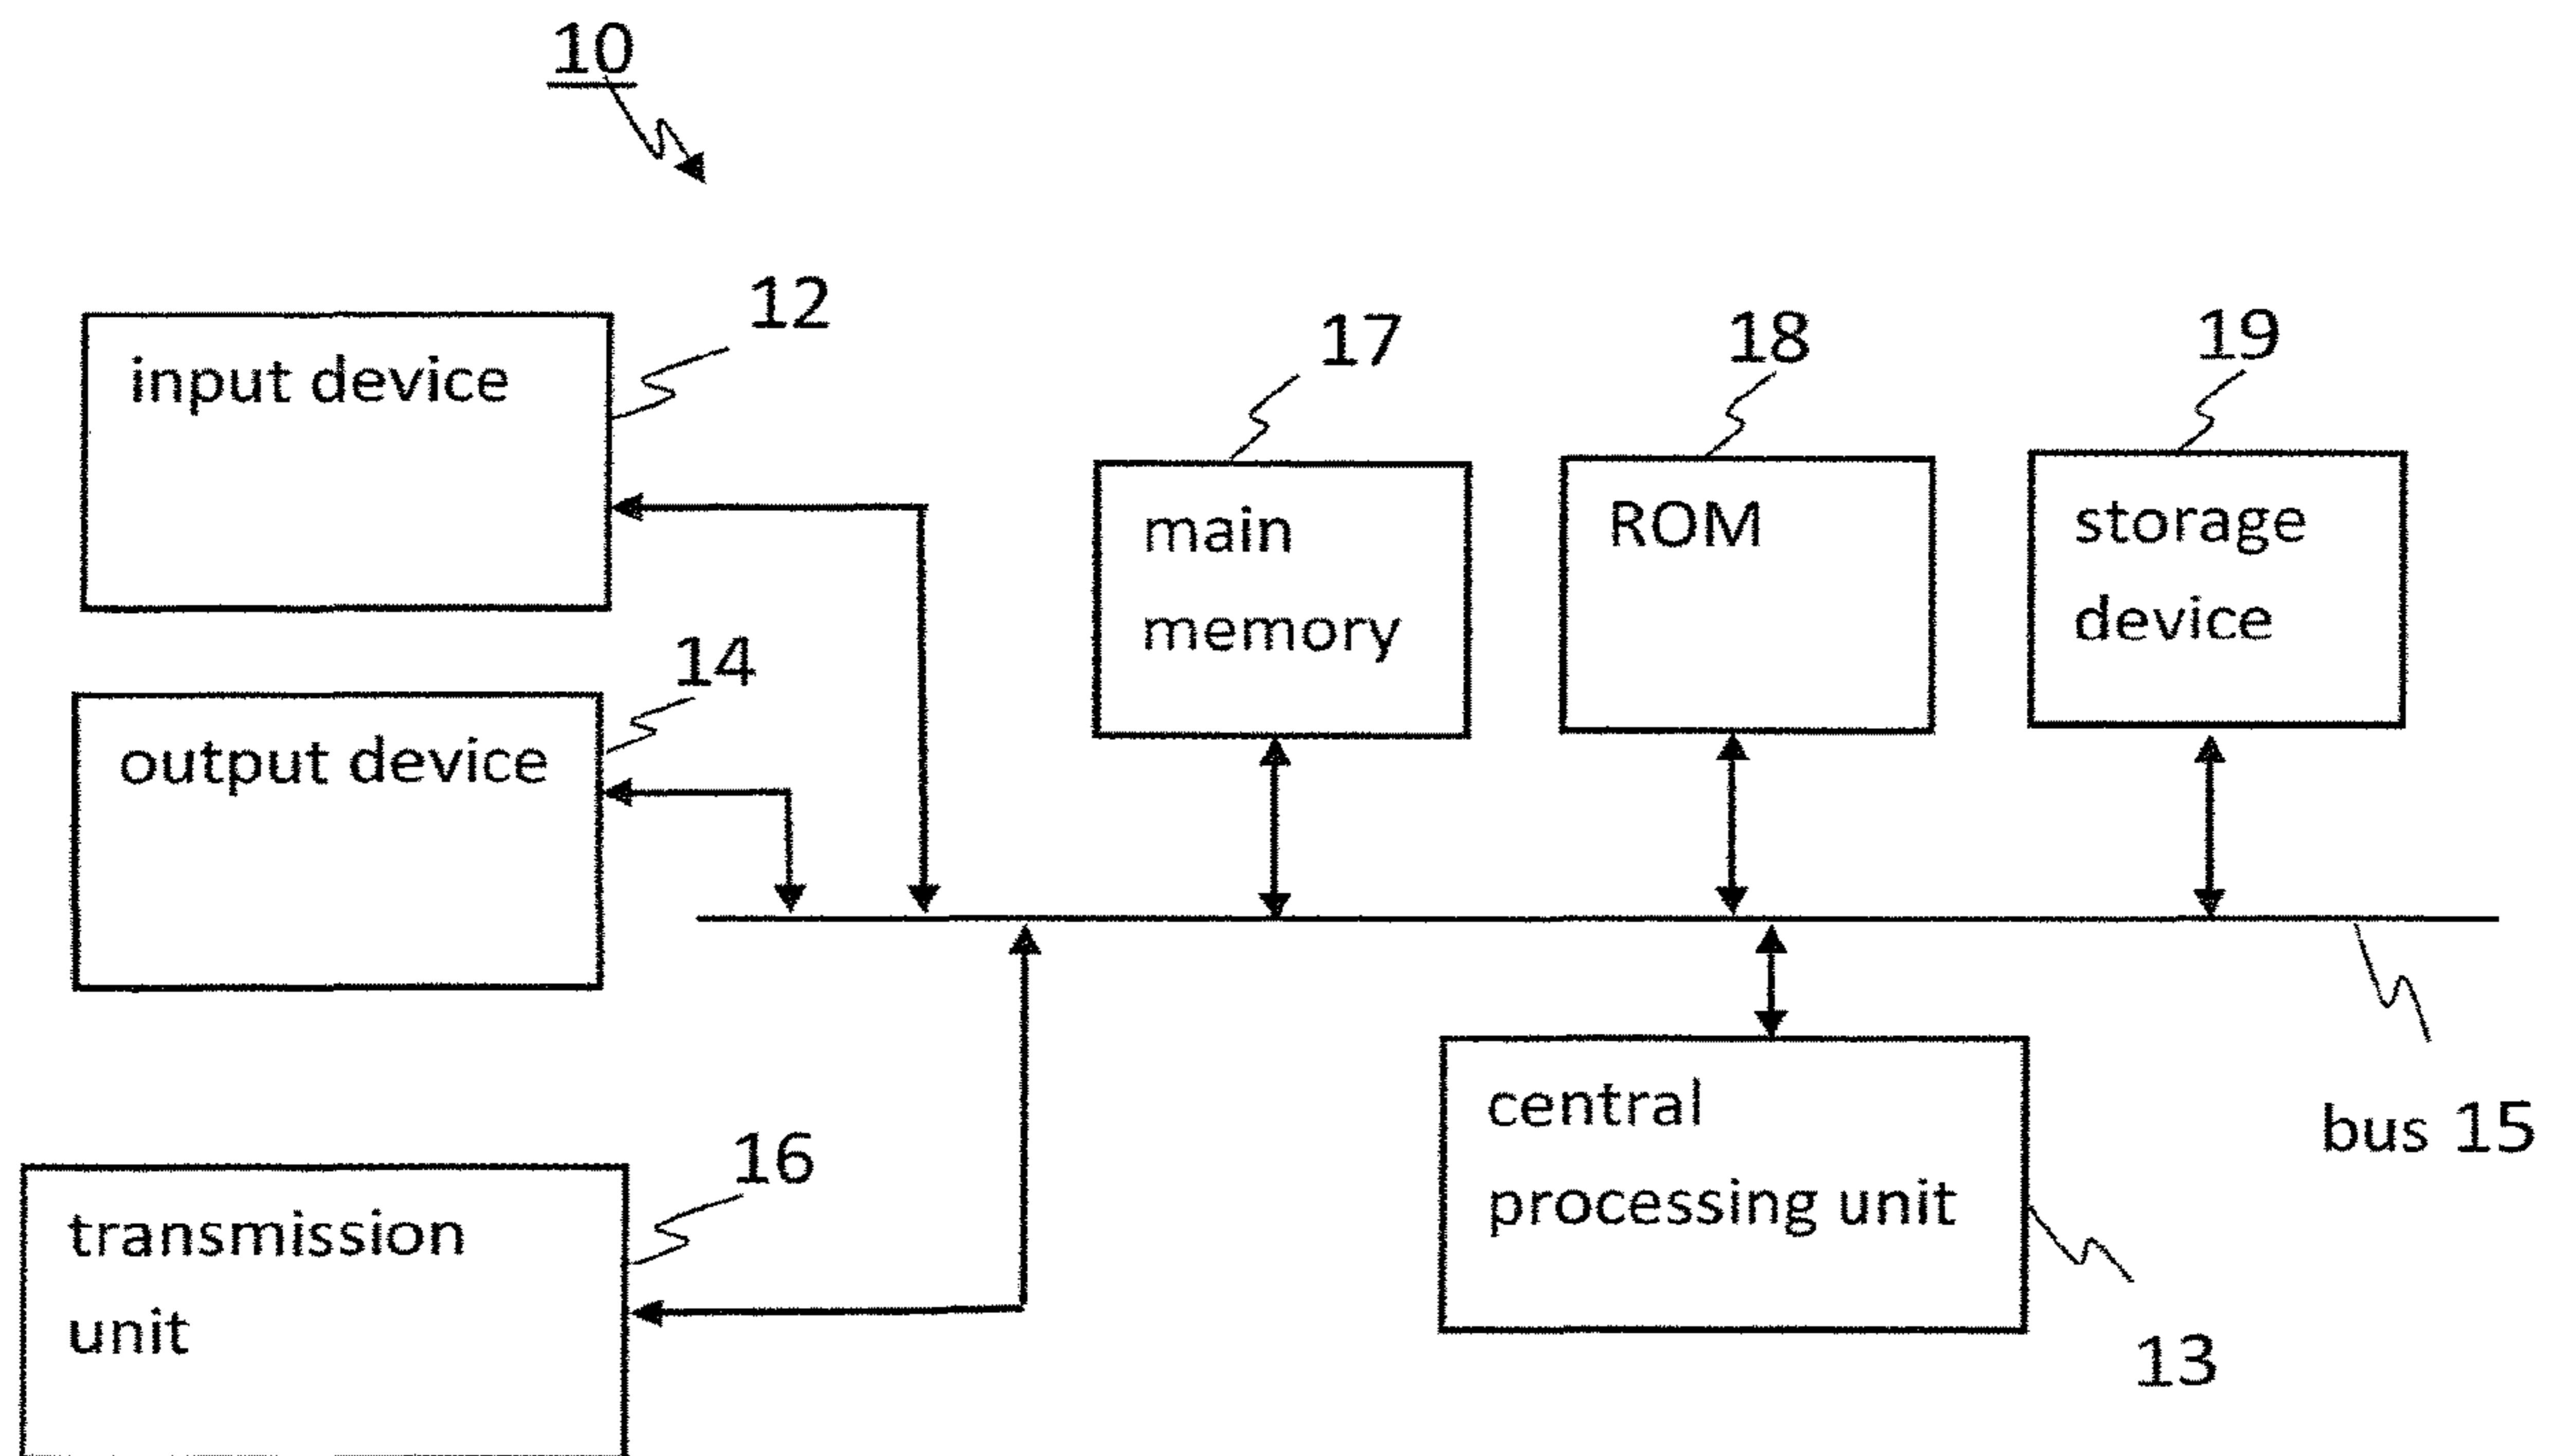 10
12
input device
17
18
19
main
memory
ROM
storage
device
14
output device
16
transmission
unit
central
processing unit
bus 15
13